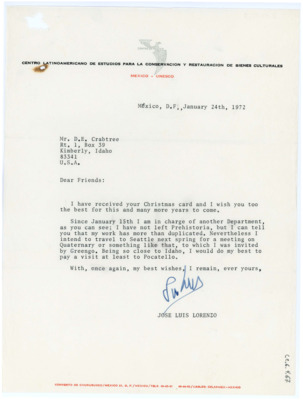 CENTRO LATINOAMERICANO DE ESTUDIOS PARA LA CONSERVACION Y RESTAURACION DE BIENES CULTURALES
MEXICO - UNESCO
México, D.F., January 24th, 1972
Mr. D.E. Crabtree
Rt. 1, Box 39
Kimberly, Idaho
83341
U.S.A.
Dear Friends:
I have received your Christmas card and I wish you too
the best for this and many more years to come.
Since January 15th I am in charge of another Department,
as you can see; I have not left Prehistoria, but I can tell
you that my work has more than duplicated. Nevertheless I
intend to travel to Seattle next spring for a meeting on
Quaternary or something like that, to which I was invited
by Greengo. Being so close to Idaho, I would do my best to
pay a visit at least to Pocatello.
With, once again, my best wishes, I remain, ever yours,
JOSE LUIS LORENZO